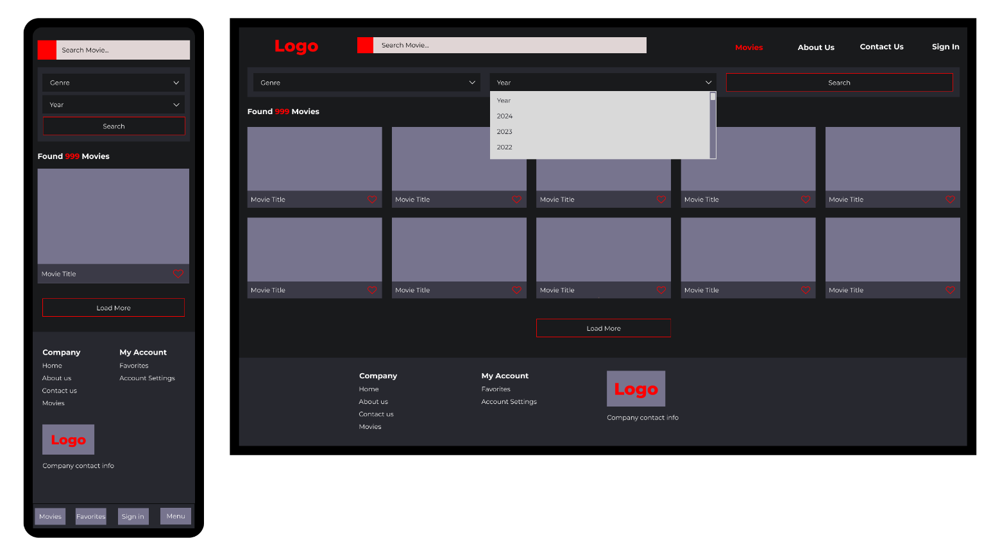 Search Movie...
Genre
Year
Search
Found 999 Movies
Movie Title
Load More
Company
Home
About us
Contact us
Movies
My Account
Favorites
Account Settings
Logo
Company contact info
Movies Favorites Sign in Menu
Logo Search Movie... Movies About Us Contact Us Sign In
Genre Year Search
Year
2024
2023
2022
Found 999 Movies
Movie Title Movie Title Movie Title Movie Title Movie Title
Movie Title Movie Title Movie Title Movie Title Movie Title
Load More
Company
Home
About us
Contact us
Movies
My Account
Favorites
Account Settings
Logo
Company contact info